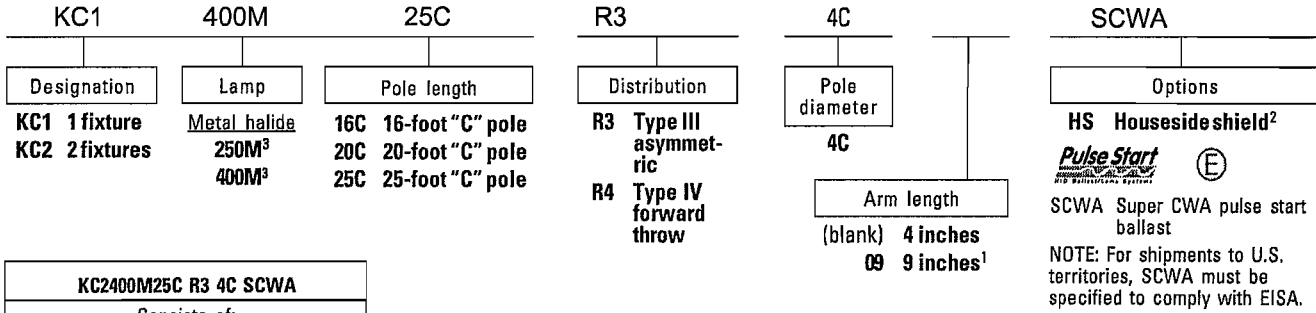 KC1 400M 25C R3 4C SCWA
Designation
KC1 1 fixture
KC2 2 fixtures
Lamp
Metal halide
250M³
400M³
Pole length
16C 16-foot "C" pole
20C 20-foot "C" pole
25C 25-foot "C" pole
Distribution
R3 Type III
asymmet-
ric
R4 Type IV
forward
throw
Pole
diameter
4C
Arm length
(blank) 4 inches
09 9 inches¹
Options
HS Houseside shield²
Pulse Start
E
SCWA Super CWA pulse start
ballast
NOTE: For shipments to U.S.
territories, SCWA must be
specified to comply with EISA.
KC2400M25C R3 4C SCWA